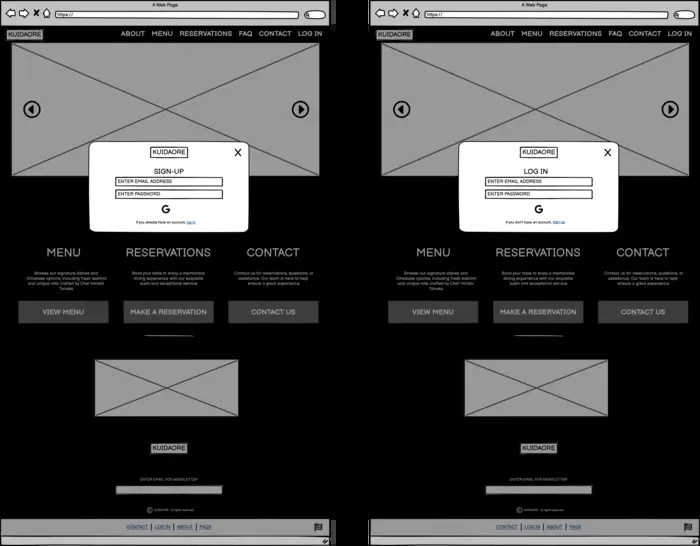 A Web Page
https://
KUIDAORE
ABOUT MENU RESERVATIONS FAQ CONTACT LOG IN
KUIDAORE
SIGN-UP
ENTER EMAIL ADDRESS
ENTER PASSWORD
G
If you already have an account, log in
MENU RESERVATIONS CONTACT
Browse our signature dishes and
Omakase options, including fresh sashimi
and unique rolls crafted by Chef Hiroshi
Tanaka.
Book your table to enjoy a memorable
dining experience with our exquisite
sushi and exceptional service.
Contact us for reservations, questions, or
assistance. Our team is here to help
ensure a great experience.
VIEW MENU MAKE A RESERVATION CONTACT US
KUIDAORE
ENTER EMAIL FOR NEWSLETTER
© KUIDAORE all rights reserved.
CONTACT | LOG IN | ABOUT | FAQS
A Web Page
https://
KUIDAORE
ABOUT MENU RESERVATIONS FAQ CONTACT LOG IN
KUIDAORE
LOG IN
ENTER EMAIL ADDRESS
ENTER PASSWORD
G
If you don't have an account, Sign Up
MENU RESERVATIONS CONTACT
Browse our signature dishes and
Omakase options, including fresh sashimi
and unique rolls crafted by Chef Hiroshi
Tanaka.
Book your table to enjoy a memorable
dining experience with our exquisite
sushi and exceptional service.
Contact us for reservations, questions, or
assistance. Our team is here to help
ensure a great experience.
VIEW MENU MAKE A RESERVATION CONTACT US
KUIDAORE
ENTER EMAIL FOR NEWSLETTER
© KUIDAORE all rights reserved.
CONTACT | LOG IN | ABOUT | FAQS